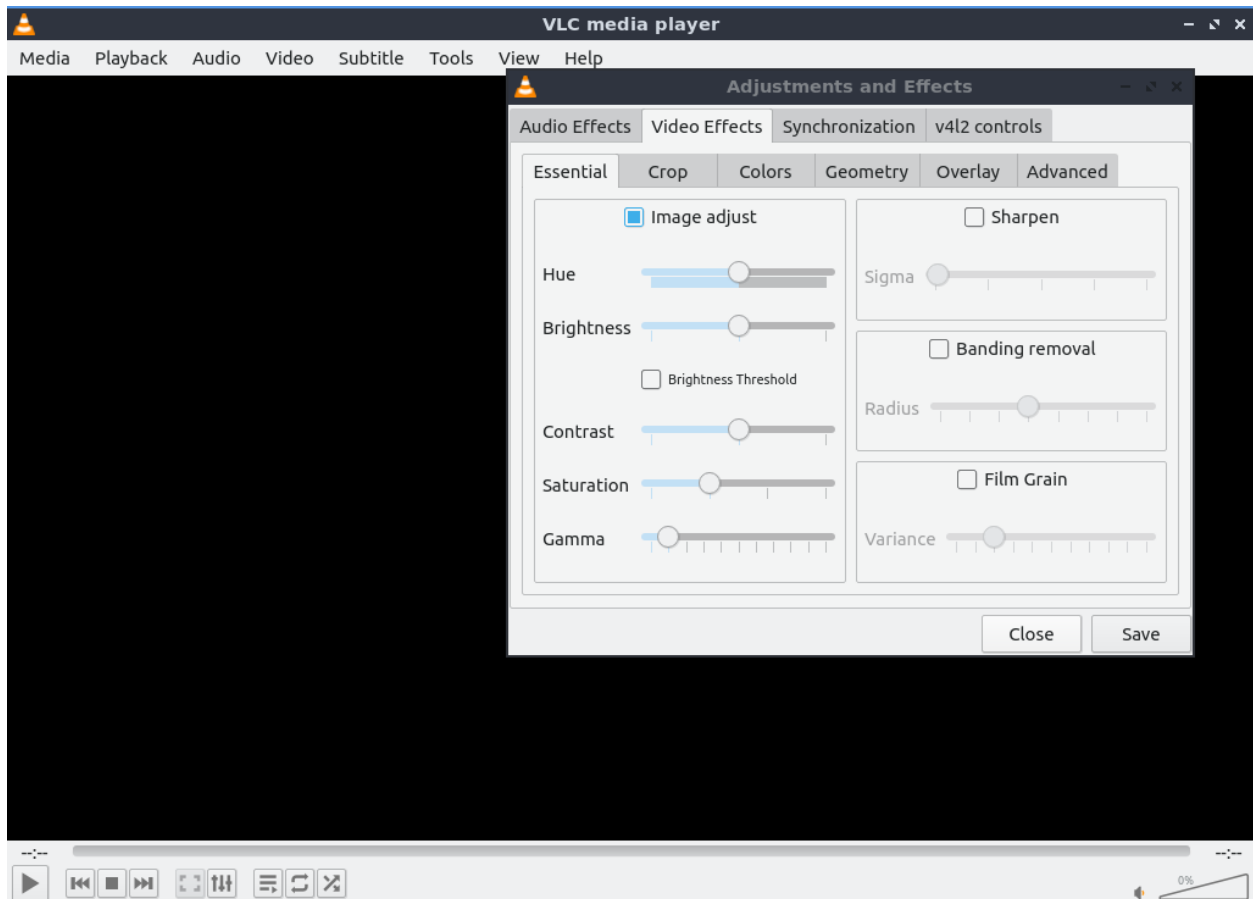 VLC media player
Media Playback Audio Video Subtitle Tools View Help
Adjustments and Effects
Audio Effects Video Effects Synchronization v4l2 controls
Essential Crop Colors Geometry Overlay Advanced
Image adjust
Hue
Brightness
Brightness Threshold
Contrast
Saturation
Gamma
Sharpen
Sigma
Banding removal
Radius
Film Grain
Variance
Close Save
--:-- --:--
0%